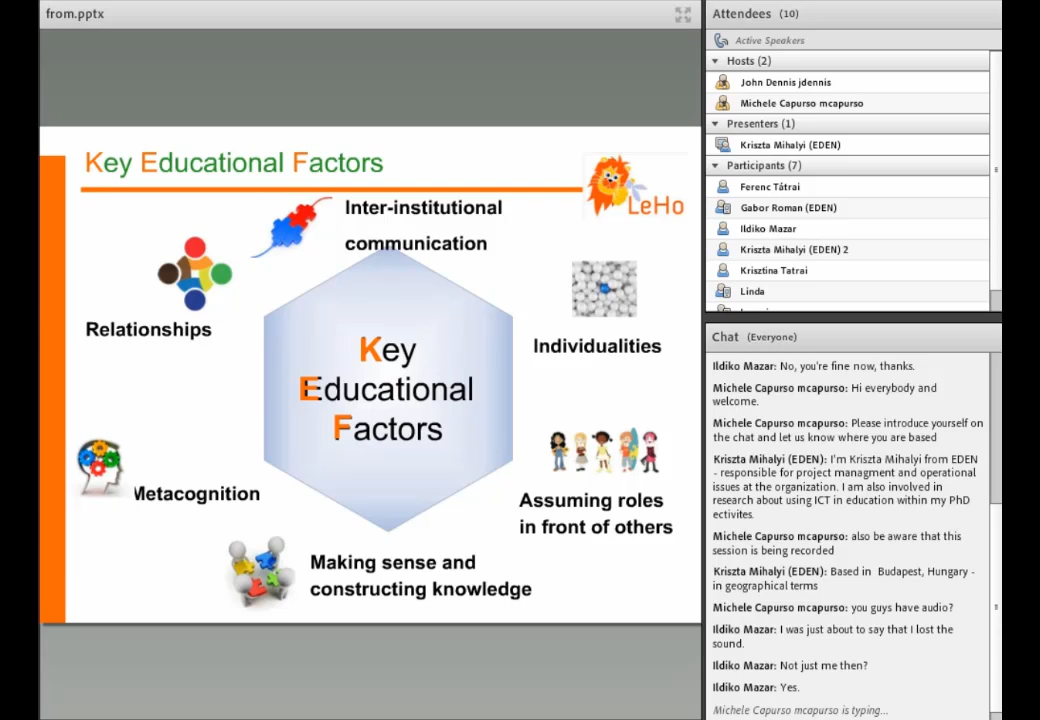 from.pptx
Key Educational Factors
LeHo
Inter-institutional
communication
Relationships
Individualities
Key
Educational
Factors
Metacognition
Assuming roles
in front of others
Making sense and
constructing knowledge
Attendees (10)
Active Speakers
Hosts (2)
John Dennis jdennis
Michele Capurso mcapurso
Presenters (1)
Kriszta Mihalyi (EDEN)
Participants (7)
Ferenc Tátrai
Gabor Roman (EDEN)
Ildiko Mazar
Kriszta Mihalyi (EDEN) 2
Krisztina Tatrai
Linda
Chat (Everyone)
Ildiko Mazar: No, you're fine now, thanks.
Michele Capurso mcapurso: Hi everybody and
welcome.
Michele Capurso mcapurso: Please introduce yourself on
the chat and let us know where you are based
Kriszta Mihalyi (EDEN): I'm Kriszta Mihalyi from EDEN
- responsible for project managment and operational
issues at the organization. I am also involved in
research about using ICT in education within my PhD
ectivites.
Michele Capurso mcapurso: also be aware that this
session is being recorded
Kriszta Mihalyi (EDEN): Based in Budapest, Hungary -
in geographical terms
Michele Capurso mcapurso: you guys have audio?
Ildiko Mazar: I was just about to say that I lost the
sound.
Ildiko Mazar: Not just me then?
Ildiko Mazar: Yes.
Michele Capurso mcapurso is typing...